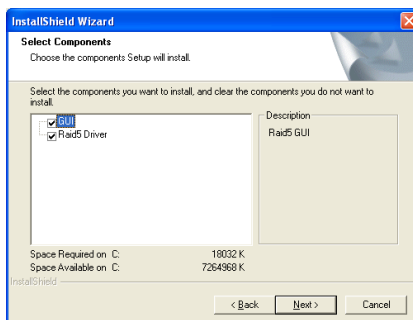 InstallShield Wizard
Select Components
Choose the components Setup will install.
Select the components you want to install, and clear the components you do not want to
install.
GUI
Raid5 Driver
Description
Raid5 GUI
Space Required on C: 18032 K
Space Available on C: 7264968 K
InstallShield
< Back Next > Cancel